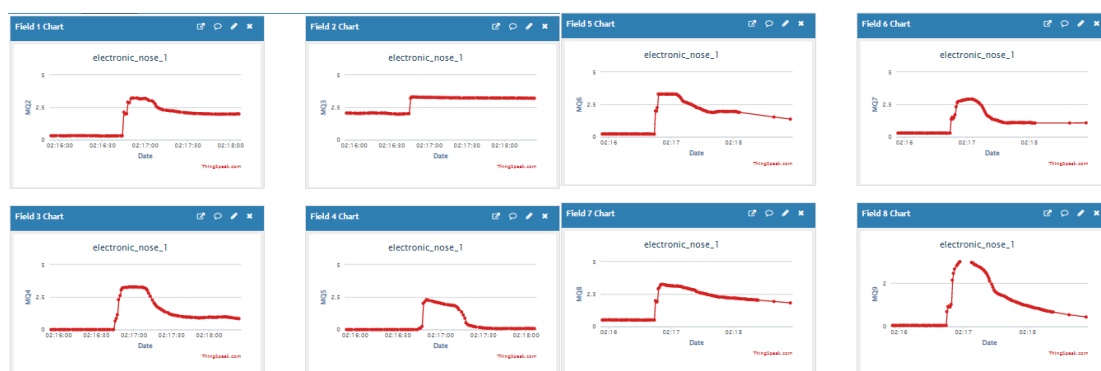 Field 1 Chart
electronic_nose_1
5
2.5
0
MQ2
02:16:00 02:16:30 02:17:00 02:17:30 02:18:00
Date
ThingSpeak.com
Field 2 Chart
electronic_nose_1
5
2.5
0
MQ3
02:16:00 02:16:30 02:17:00 02:17:30 02:18:00
Date
ThingSpeak.com
Field 5 Chart
electronic_nose_1
5
2.5
0
MQ6
02:16 02:17 02:18
Date
ThingSpeak.com
Field 6 Chart
electronic_nose_1
5
2.5
0
MQ7
02:16 02:17 02:18
Date
ThingSpeak.com
Field 3 Chart
electronic_nose_1
5
2.5
0
MQ4
02:16:00 02:16:30 02:17:00 02:17:30 02:18:00
Date
ThingSpeak.com
Field 4 Chart
electronic_nose_1
5
2.5
0
MQ5
02:16:00 02:16:30 02:17:00 02:17:30 02:18:00
Date
ThingSpeak.com
Field 7 Chart
electronic_nose_1
5
2.5
0
MQ8
02:16 02:17 02:18
Date
ThingSpeak.com
Field 8 Chart
electronic_nose_1
2
0
MQ9
02:16 02:17 02:18
Date
ThingSpeak.com